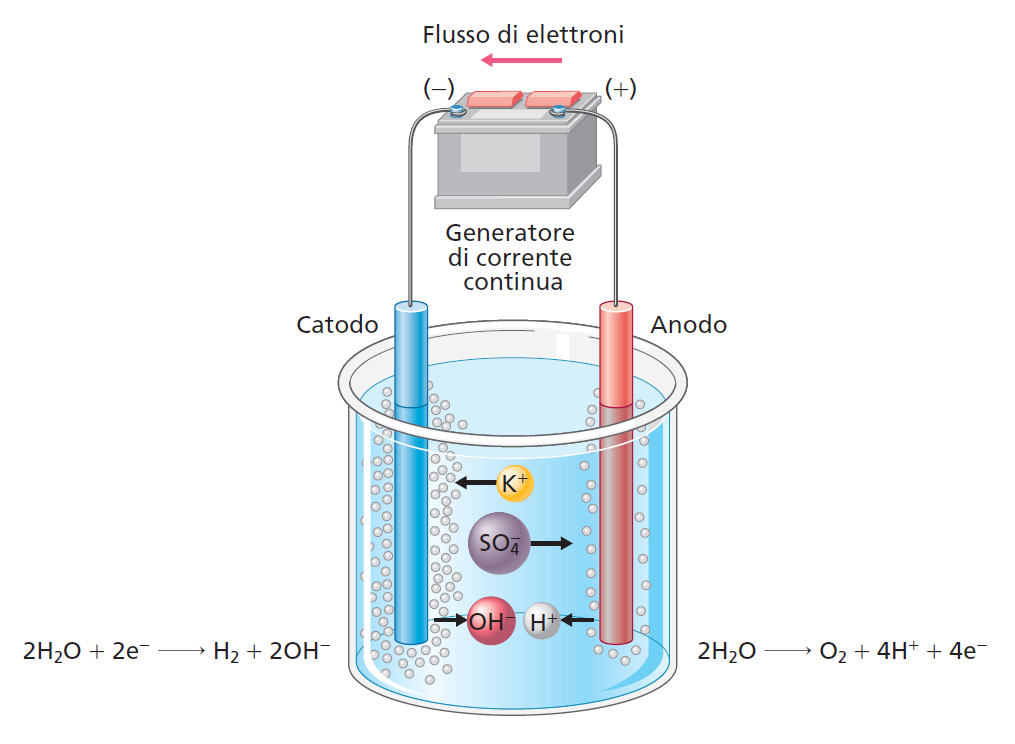 Flusso di elettroni
(–) (+)
Generatore
di corrente
continua
Catodo
Anodo
K⁺
SO₄⁻
OH⁻ H⁺
2H₂O + 2e⁻ ⟶ H₂ + 2OH⁻
2H₂O ⟶ O₂ + 4H⁺ + 4e⁻